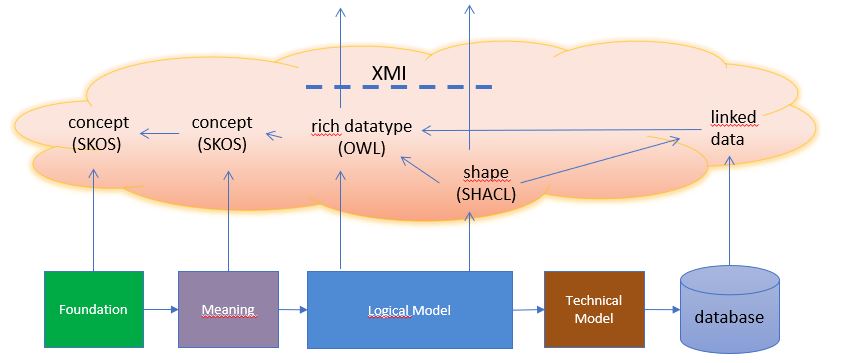 XMI
concept
(SKOS)
concept
(SKOS)
rich datatype
(OWL)
linked
data
shape
(SHACL)
Foundation
Meaning
Logical Model
Technical
Model
database